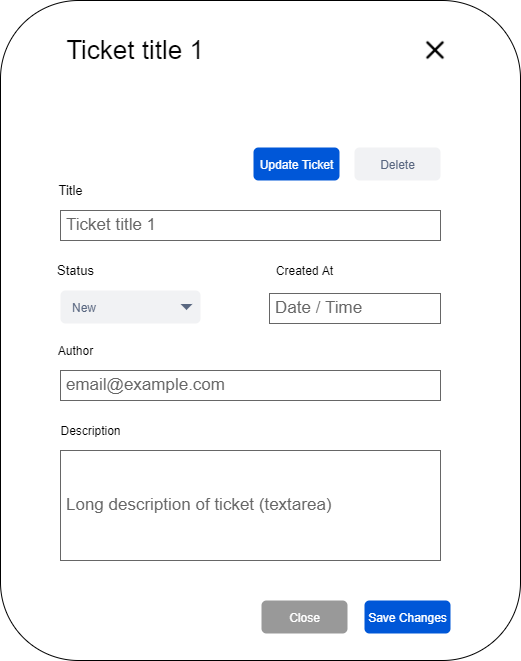 Ticket title 1
Update Ticket
Delete
Title
Ticket title 1
Status
Created At
New
Date / Time
Author
email@example.com
Description
Long description of ticket (textarea)
Close
Save Changes